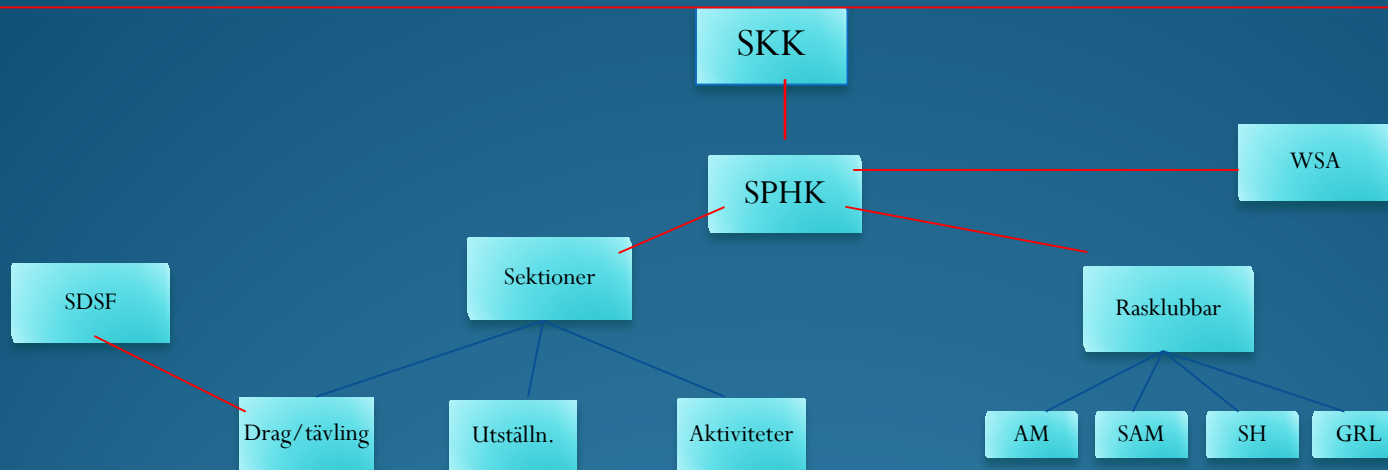 SKK
WSA
SPHK
Sektioner
SDSF
Rasklubbar
Drag/tävling
Utställn.
Aktiviteter
AM
SAM
SH
GRL